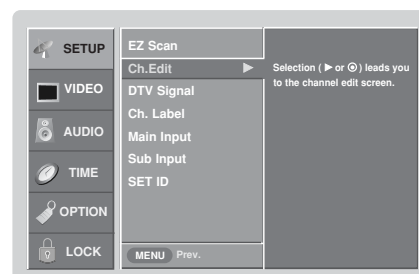 SETUP
VIDEO
AUDIO
TIME
OPTION
LOCK
EZ Scan
Ch.Edit ▶
DTV Signal
Ch. Label
Main Input
Sub Input
SET ID
MENU Prev.
Selection ( ▶ or ⊙ ) leads you
to the channel edit screen.